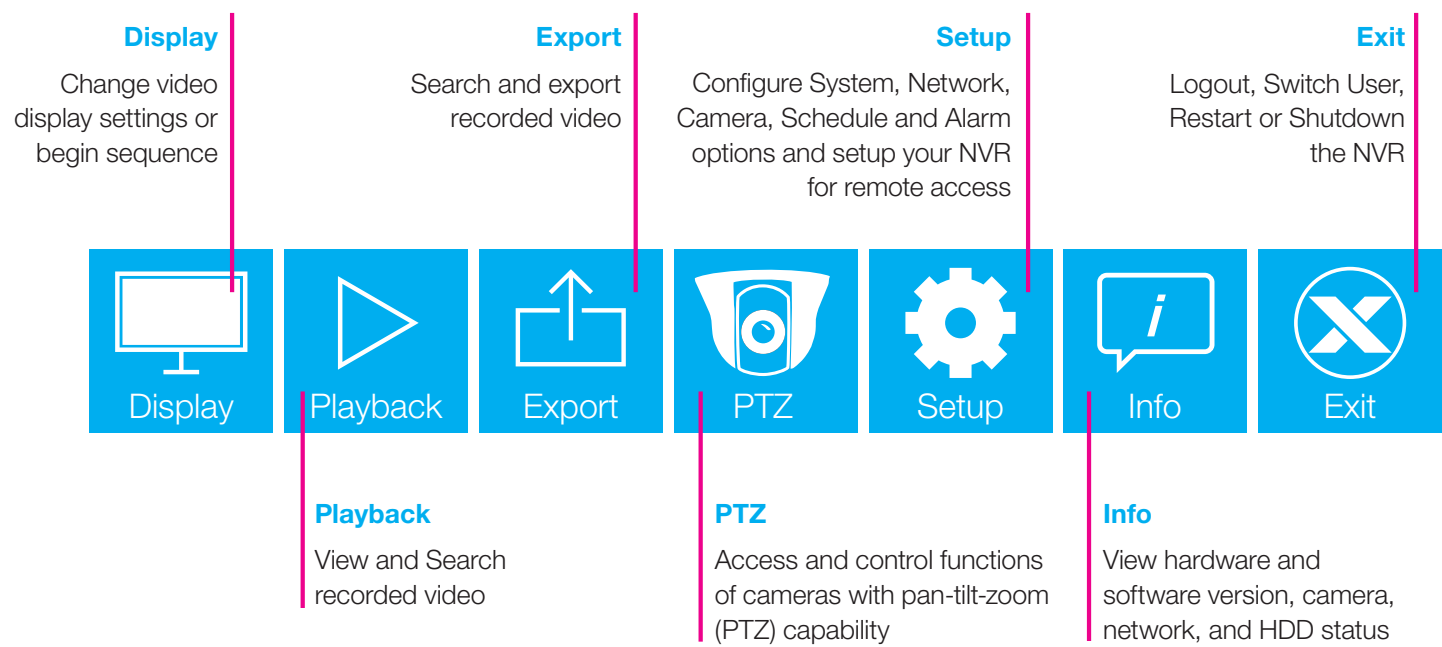 Display
Change video
display settings or
begin sequence
Export
Search and export
recorded video
Setup
Configure System, Network,
Camera, Schedule and Alarm
options and setup your NVR
for remote access
Exit
Logout, Switch User,
Restart or Shutdown
the NVR
Display
Playback
Export
PTZ
Setup
i
Info
X
Exit
Playback
View and Search
recorded video
PTZ
Access and control functions
of cameras with pan-tilt-zoom
(PTZ) capability
Info
View hardware and
software version, camera,
network, and HDD status